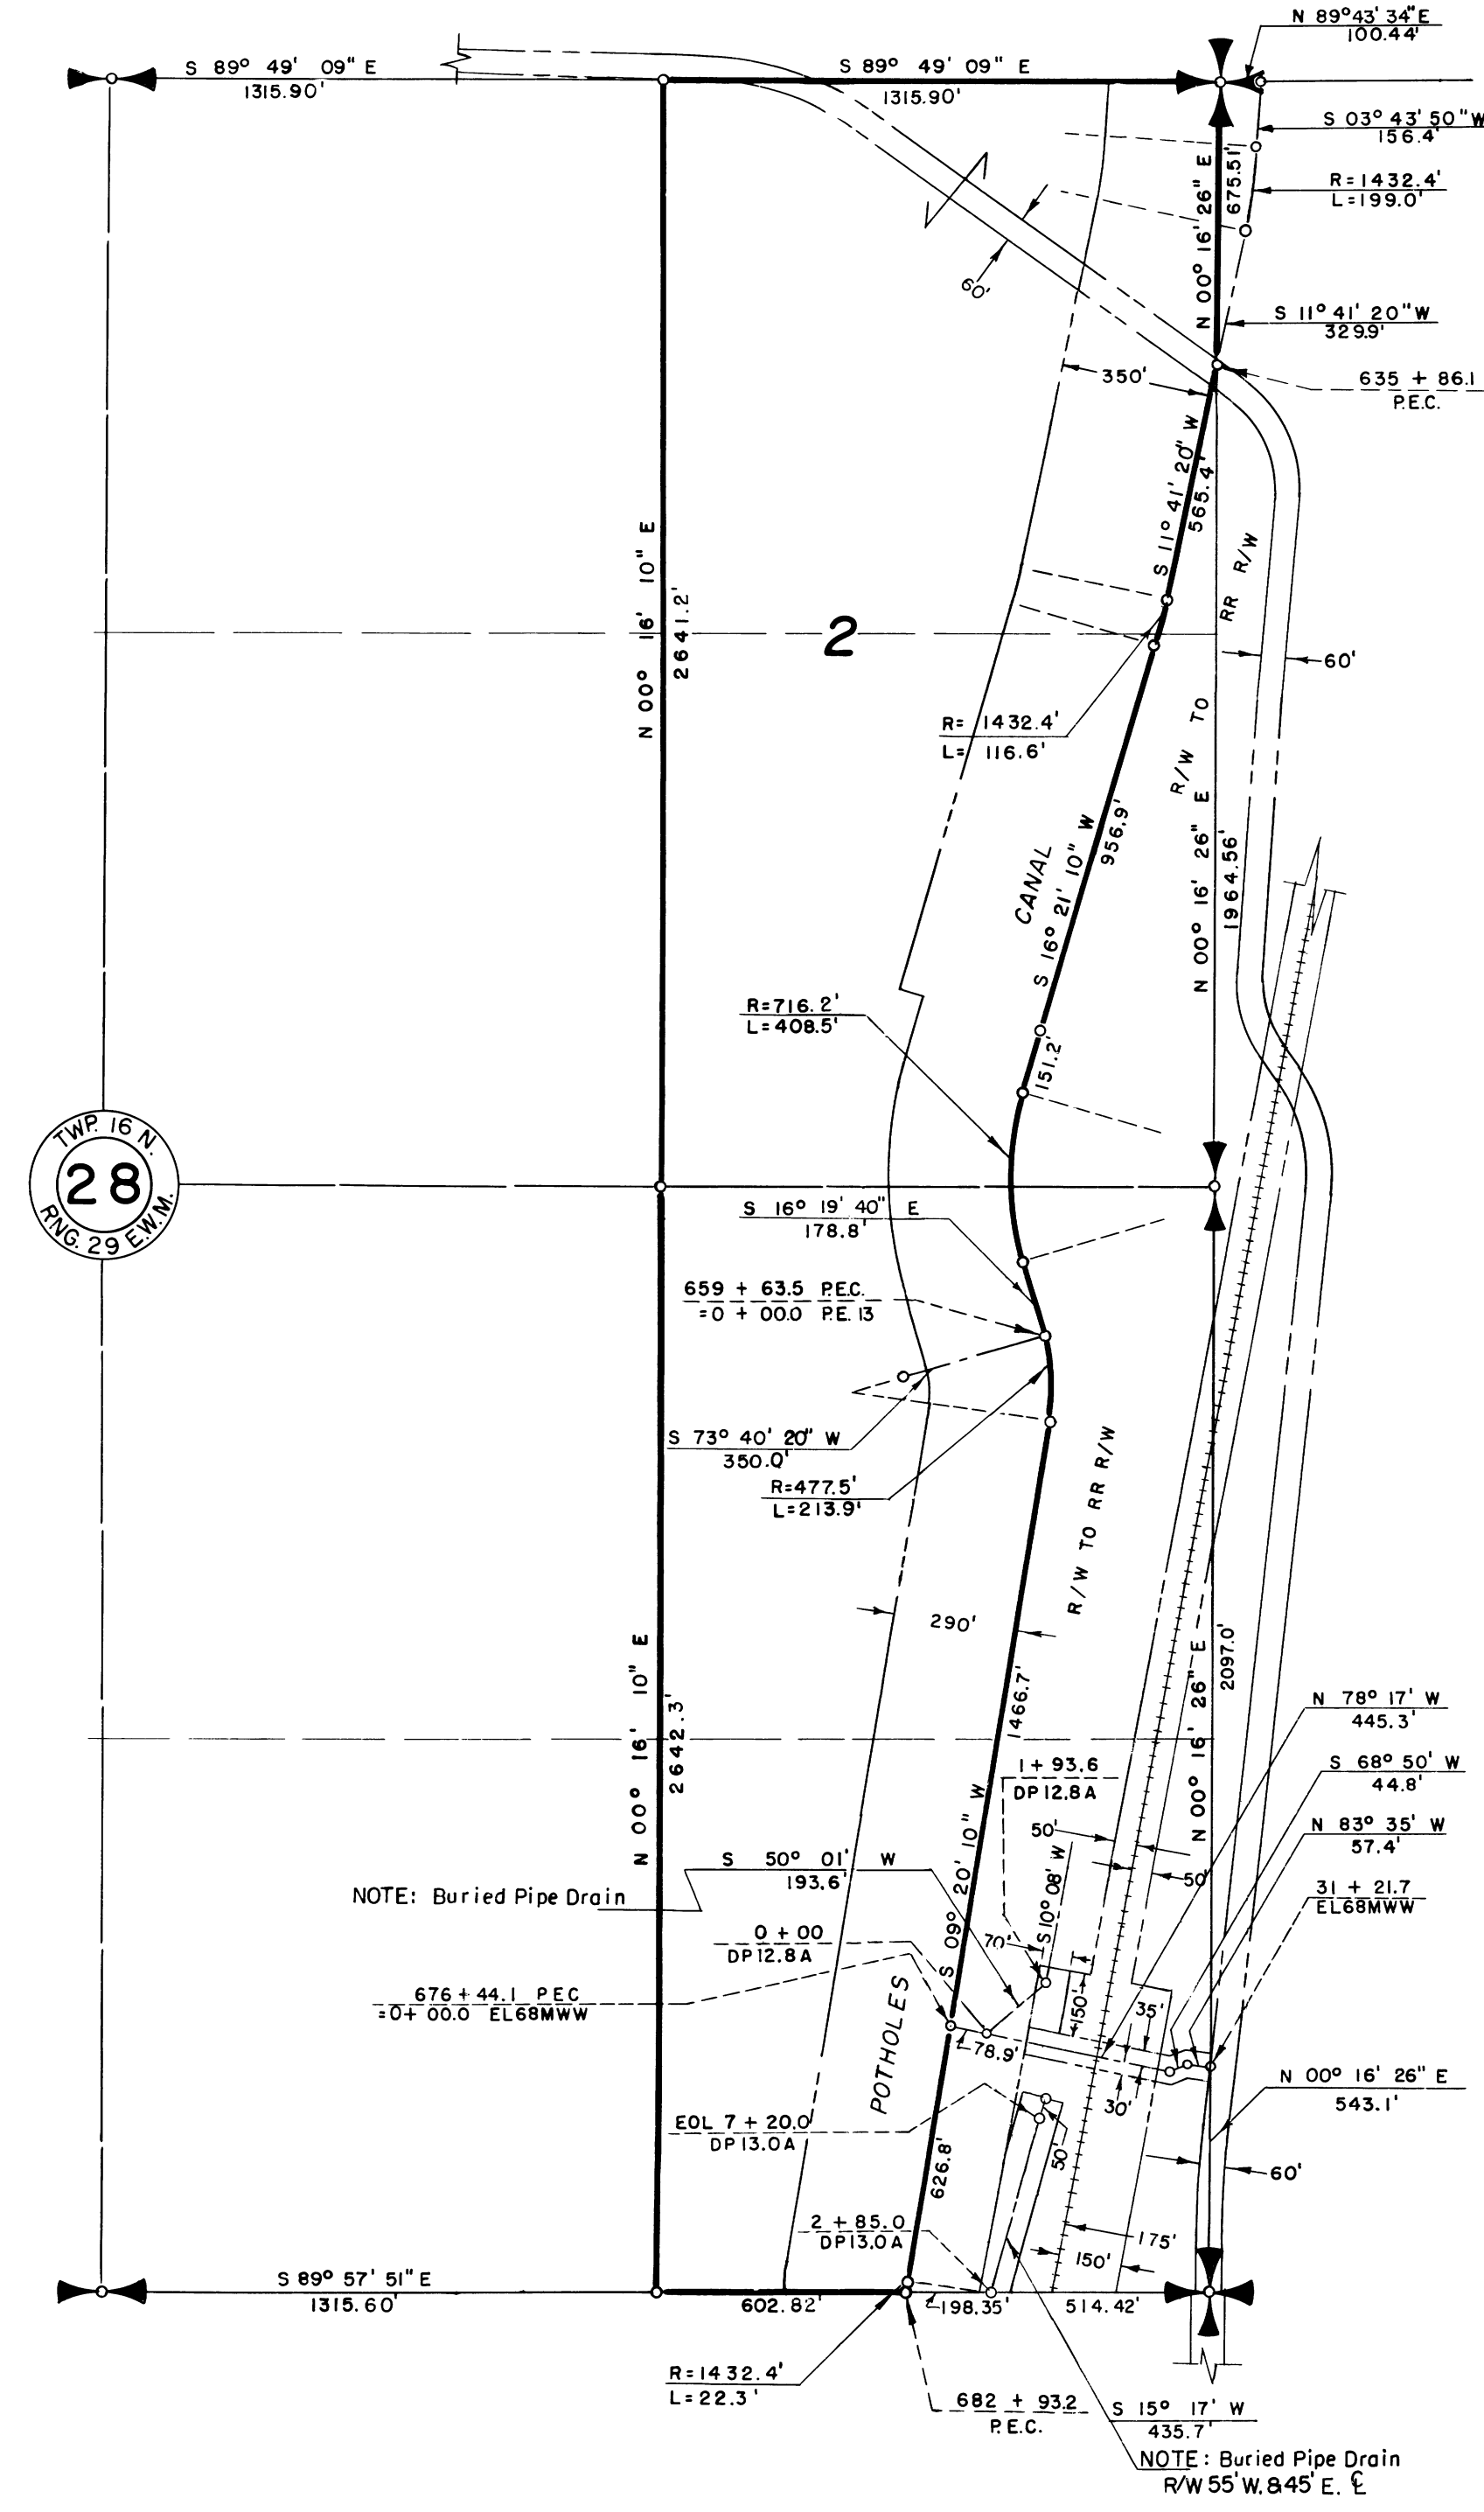 N 89°43' 34"E
100.44'
S 89° 49' 09" E
1315.90'
S 89° 49' 09" E
1315.90'
S 03° 43' 50" W
156.4'
R=1432.4'
L=199.0'
N 00° 16' 26" E
675.51'
60'
S 11° 41' 20" W
329.9'
350'
635 + 86.1
P.E.C.
S 11° 41' 20" W
565.4'
N 00° 16' 10" E
2641.2'
2
R/W TO RR R/W
60'
R= 1432.4'
L= 116.6'
CANAL
S 16° 21' 10" W
956.9'
N 00° 16' 26" E
1964.56'
R=716.2'
L=408.5'
151.2'
TWP. 16 N.
28
RNG. 29 E.W.M.
S 16° 19' 40" E
178.8'
659 + 63.5 P.E.C.
=0 + 00.0 P.E. 13
S 73° 40' 20" W
350.0'
R=477.5'
L=213.9'
R/W TO RR R/W
290'
N 00° 16' 10" E
2642.3'
1466.7'
S 09° 20' 10" W
N 00° 16' 26" E
2097.0'
N 78° 17' W
445.3'
1 + 93.6
DP12.8A
S 68° 50' W
44.8'
50'
N 83° 35' W
57.4'
S 50° 01' W
193.6'
50'
NOTE: Buried Pipe Drain
31 + 21.7
EL68MWW
S 10° 08' W
0 + 00
DP12.8A
70'
676 + 44.1 PEC
=0+ 00.0 EL68MWW
150'
35'
POTHOLES
78.9'
N 00° 16' 26" E
543.1'
30'
EOL 7 + 20.0
DP13.0A
50'
626.8'
60'
2 + 85.0
DP13.0A
175'
150'
S 89° 57' 51" E
1315.60'
602.82'
198.35'
514.42'
R=1432.4'
L=22.3'
682 + 93.2
P.E.C.
S 15° 17' W
435.7'
NOTE: Buried Pipe Drain
R/W 55' W. & 45' E. ℄